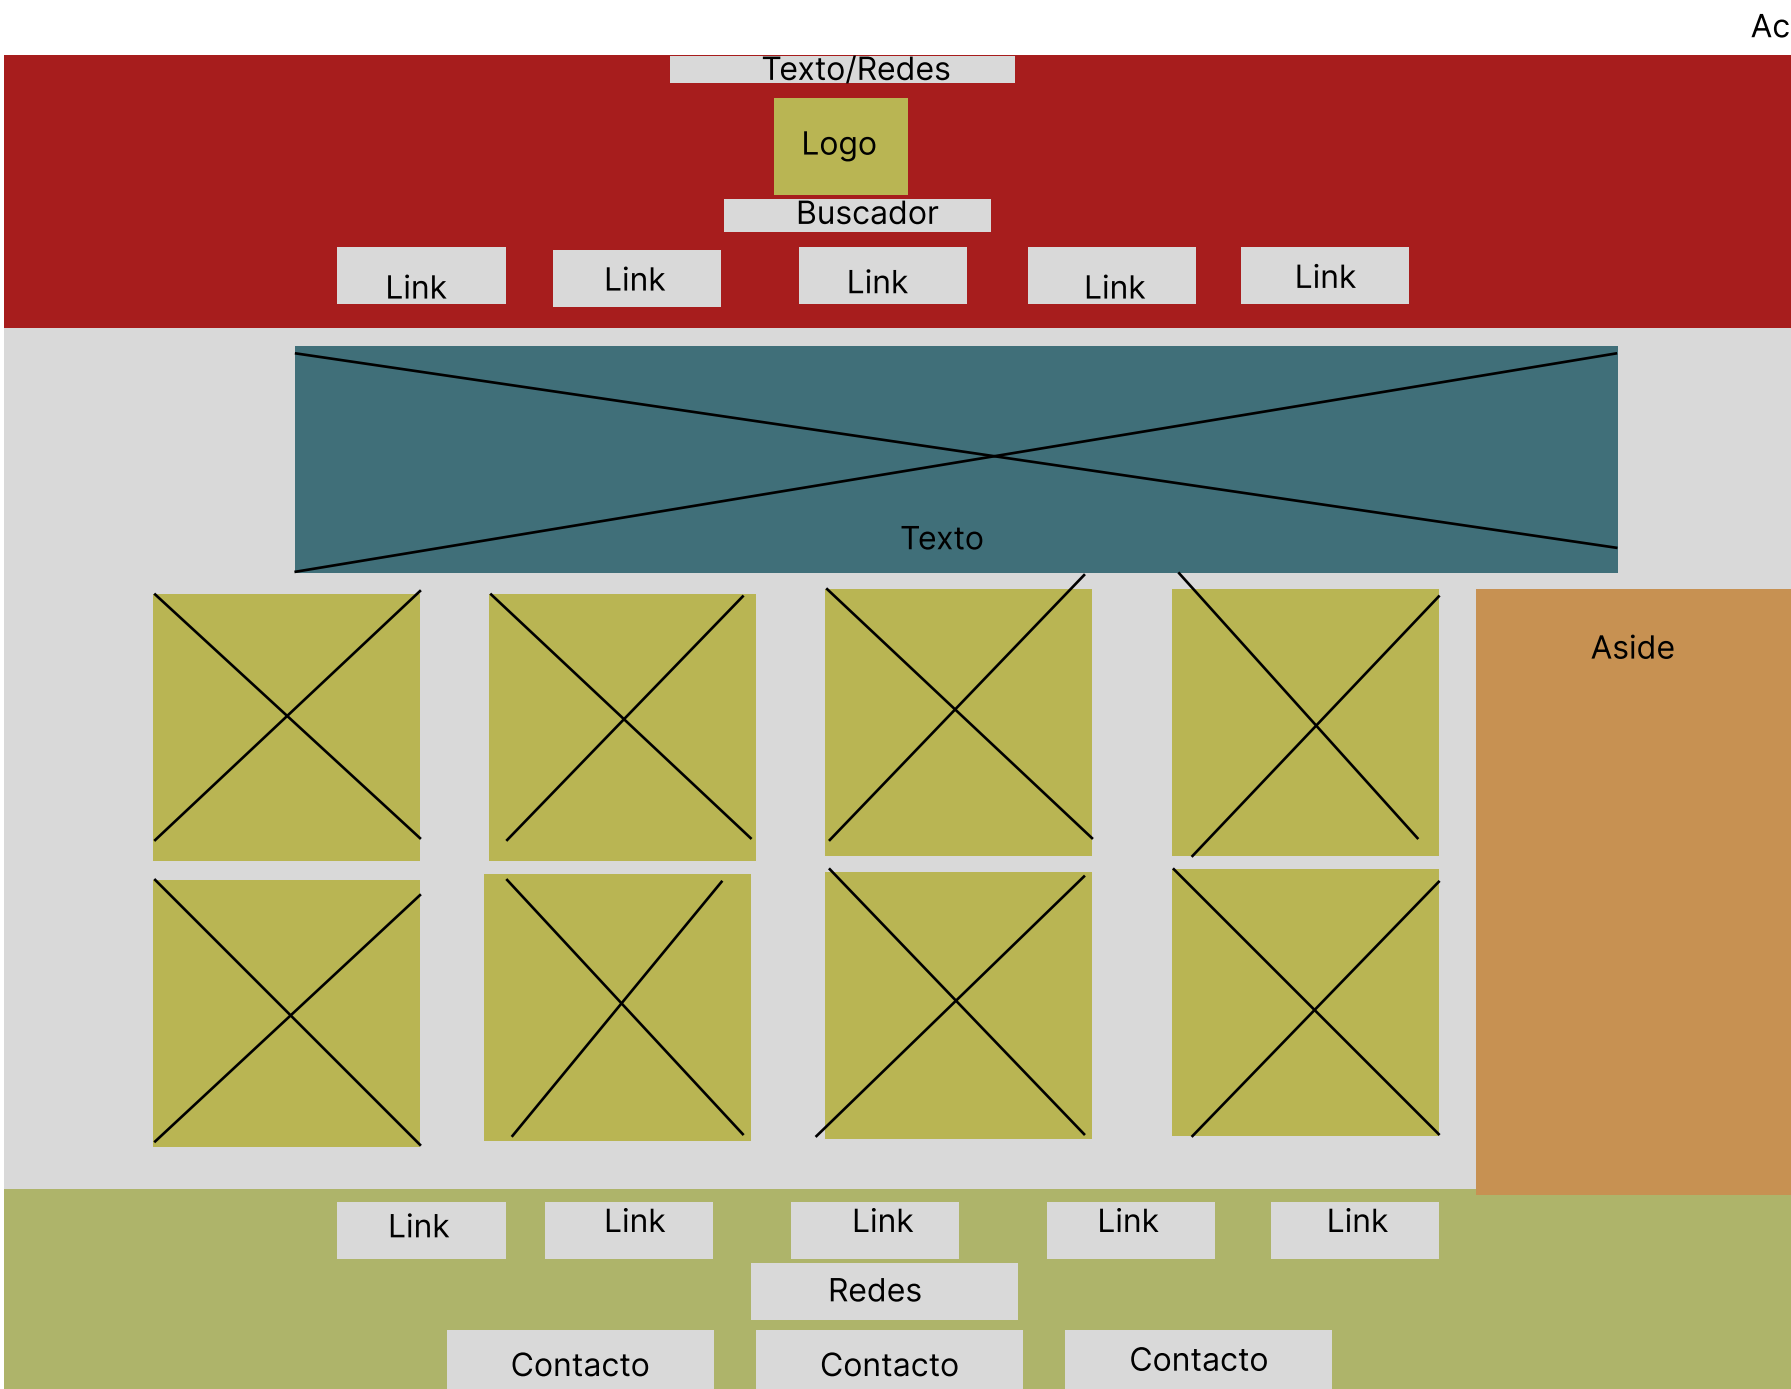 Ac
Texto/Redes
Logo
Buscador
Link Link Link Link Link
Texto
Aside
Link Link Link Link Link
Redes
Contacto Contacto Contacto